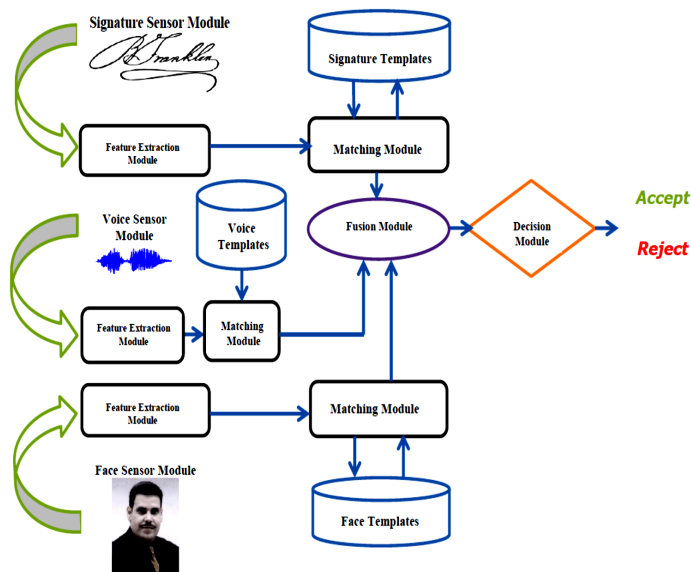 Signature Sensor Module
B Franklin
Signature Templates
Feature Extraction
Module
Matching Module
Voice Sensor
Module
Voice
Templates
Fusion Module
Decision
Module
Accept
Reject
Feature Extraction
Module
Matching
Module
Feature Extraction
Module
Matching Module
Face Sensor Module
Face Templates